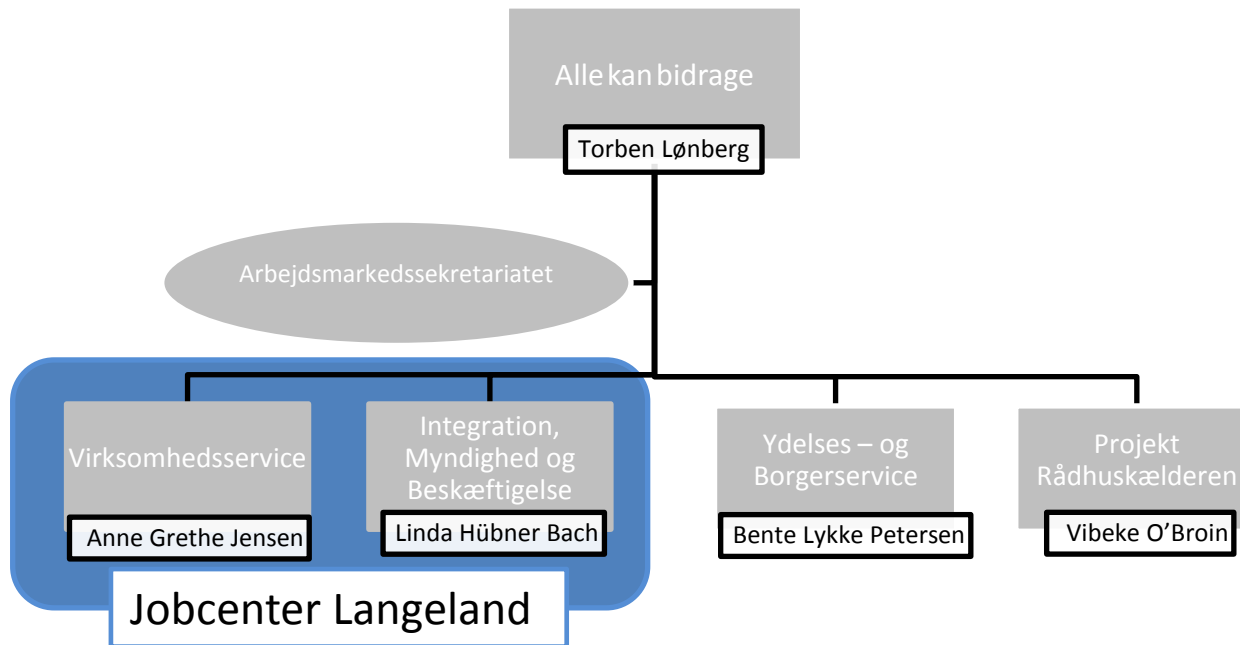 Alle kan bidrage
Torben Lønberg
Arbejdsmarkedssekretariatet
Virksomhedsservice
Anne Grethe Jensen
Integration,
Myndighed og
Beskæftigelse
Linda Hübner Bach
Ydelses – og
Borgerservice
Bente Lykke Petersen
Projekt
Rådhuskælderen
Vibeke O’Broin
Jobcenter Langeland